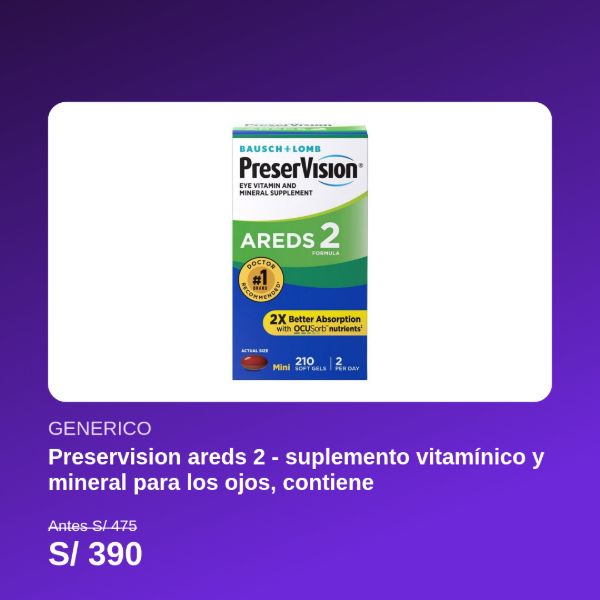 BAUSCH + LOMB
PreserVision®
EYE VITAMIN AND
MINERAL SUPPLEMENT
AREDS 2
FORMULA
DOCTOR
#1
BRAND
RECOMMENDED
2X Better Absorption
with OCUSorb™ nutrients‡
ACTUAL SIZE
Mini 210 2
SOFT GELS PER DAY
GENERICO
Preservision areds 2 - suplemento vitamínico y
mineral para los ojos, contiene
Antes S/ 475
S/ 390